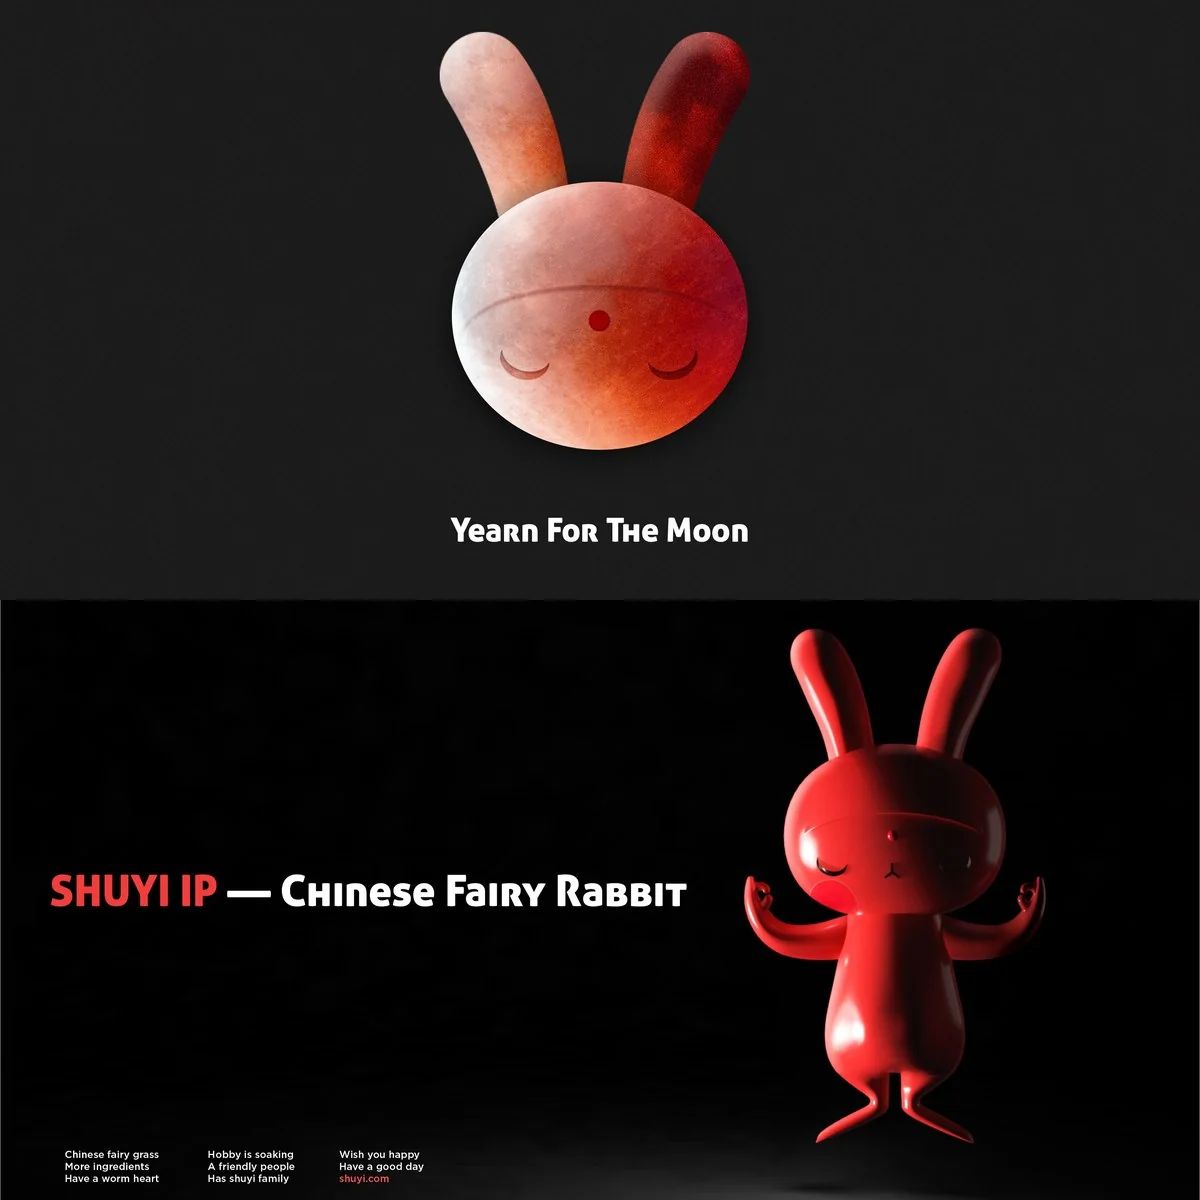 Yearn For The Moon
SHUYI IP — Chinese Fairy Rabbit
Chinese fairy grass
More ingredients
Have a worm heart
Hobby is soaking
A friendly people
Has shuyi family
Wish you happy
Have a good day
shuyi.com